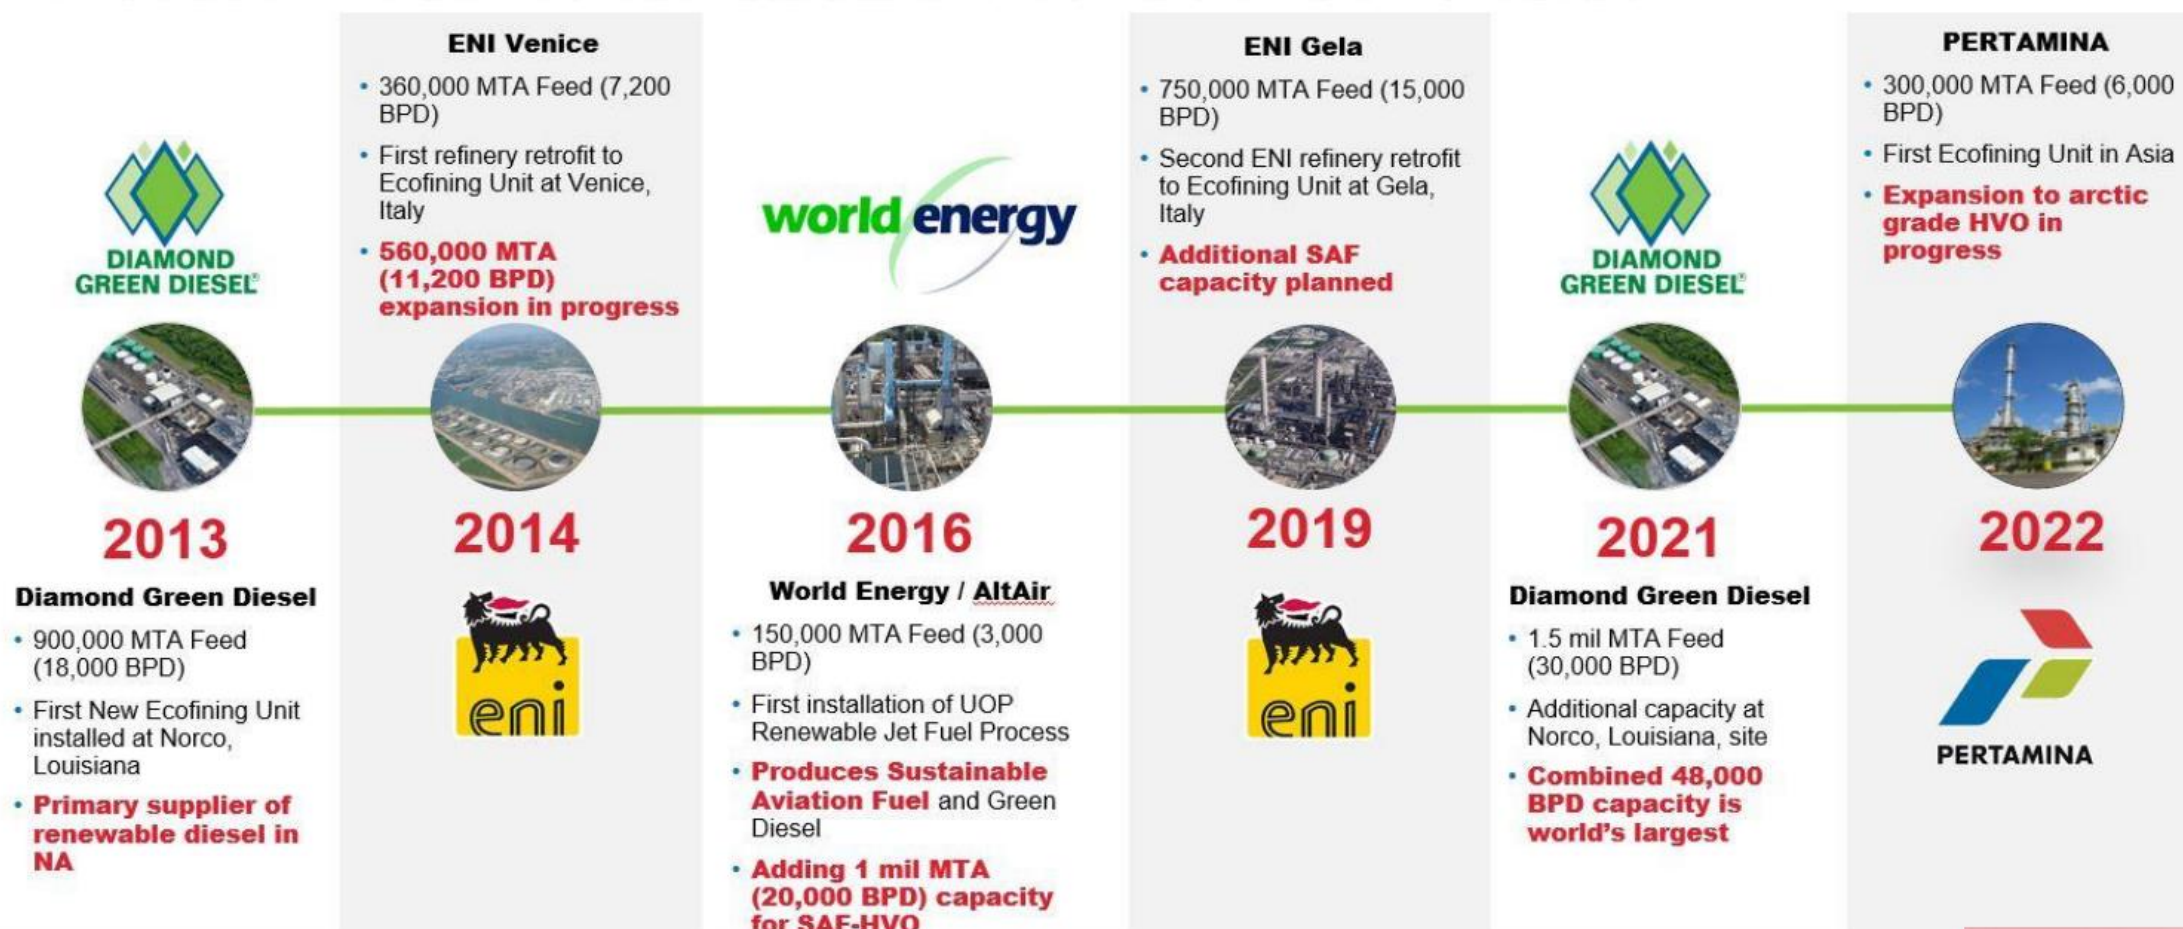 DIAMOND
GREEN DIESEL®
2013
Diamond Green Diesel
• 900,000 MTA Feed
(18,000 BPD)
• First New Ecofining Unit
installed at Norco,
Louisiana
• Primary supplier of
renewable diesel in
NA
ENI Venice
• 360,000 MTA Feed (7,200
BPD)
• First refinery retrofit to
Ecofining Unit at Venice,
Italy
• 560,000 MTA
(11,200 BPD)
expansion in progress
2014
eni
world energy
2016
World Energy / AltAir
• 150,000 MTA Feed (3,000
BPD)
• First installation of UOP
Renewable Jet Fuel Process
• Produces Sustainable
Aviation Fuel and Green
Diesel
• Adding 1 mil MTA
(20,000 BPD) capacity
for SAF-HVO
ENI Gela
• 750,000 MTA Feed (15,000
BPD)
• Second ENI refinery retrofit
to Ecofining Unit at Gela,
Italy
• Additional SAF
capacity planned
2019
eni
DIAMOND
GREEN DIESEL®
2021
Diamond Green Diesel
• 1.5 mil MTA Feed
(30,000 BPD)
• Additional capacity at
Norco, Louisiana, site
• Combined 48,000
BPD capacity is
world's largest
PERTAMINA
• 300,000 MTA Feed (6,000
BPD)
• First Ecofining Unit in Asia
• Expansion to arctic
grade HVO in
progress
2022
PERTAMINA